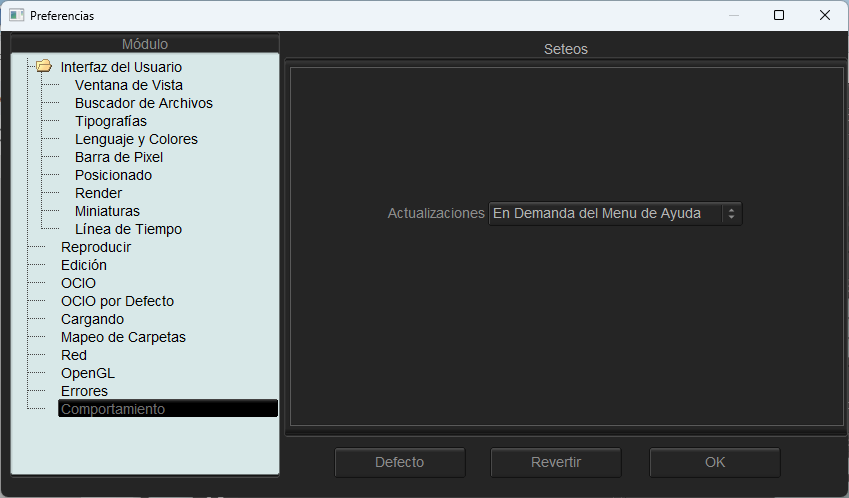 Preferencias
Módulo
Interfaz del Usuario
Ventana de Vista
Buscador de Archivos
Tipografías
Lenguaje y Colores
Barra de Pixel
Posicionado
Render
Miniaturas
Línea de Tiempo
Reproducir
Edición
OCIO
OCIO por Defecto
Cargando
Mapeo de Carpetas
Red
OpenGL
Errores
Comportamiento
Seteos
Actualizaciones En Demanda del Menu de Ayuda
Defecto Revertir OK